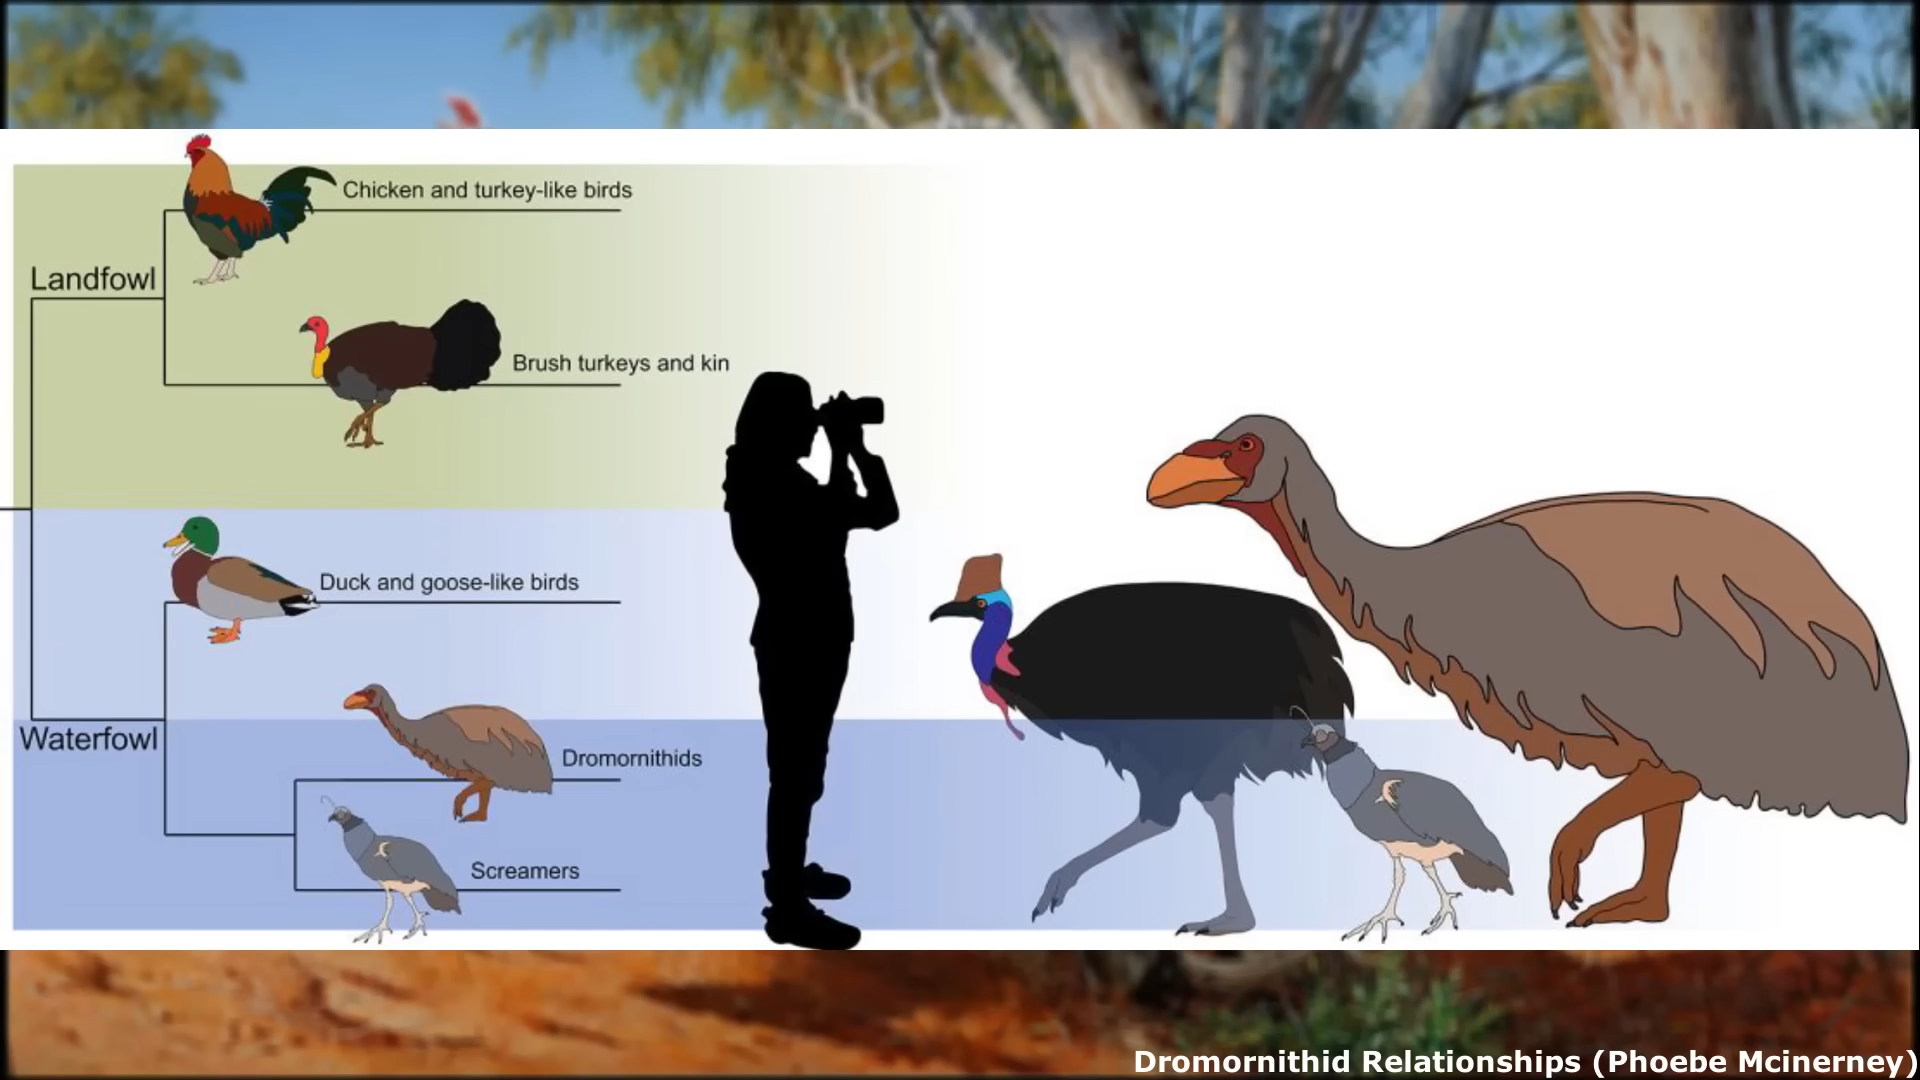 Chicken and turkey-like birds
Landfowl
Brush turkeys and kin
Duck and goose-like birds
Waterfowl
Dromornithids
Screamers
Dromornithid Relationships (Phoebe Mcinerney)